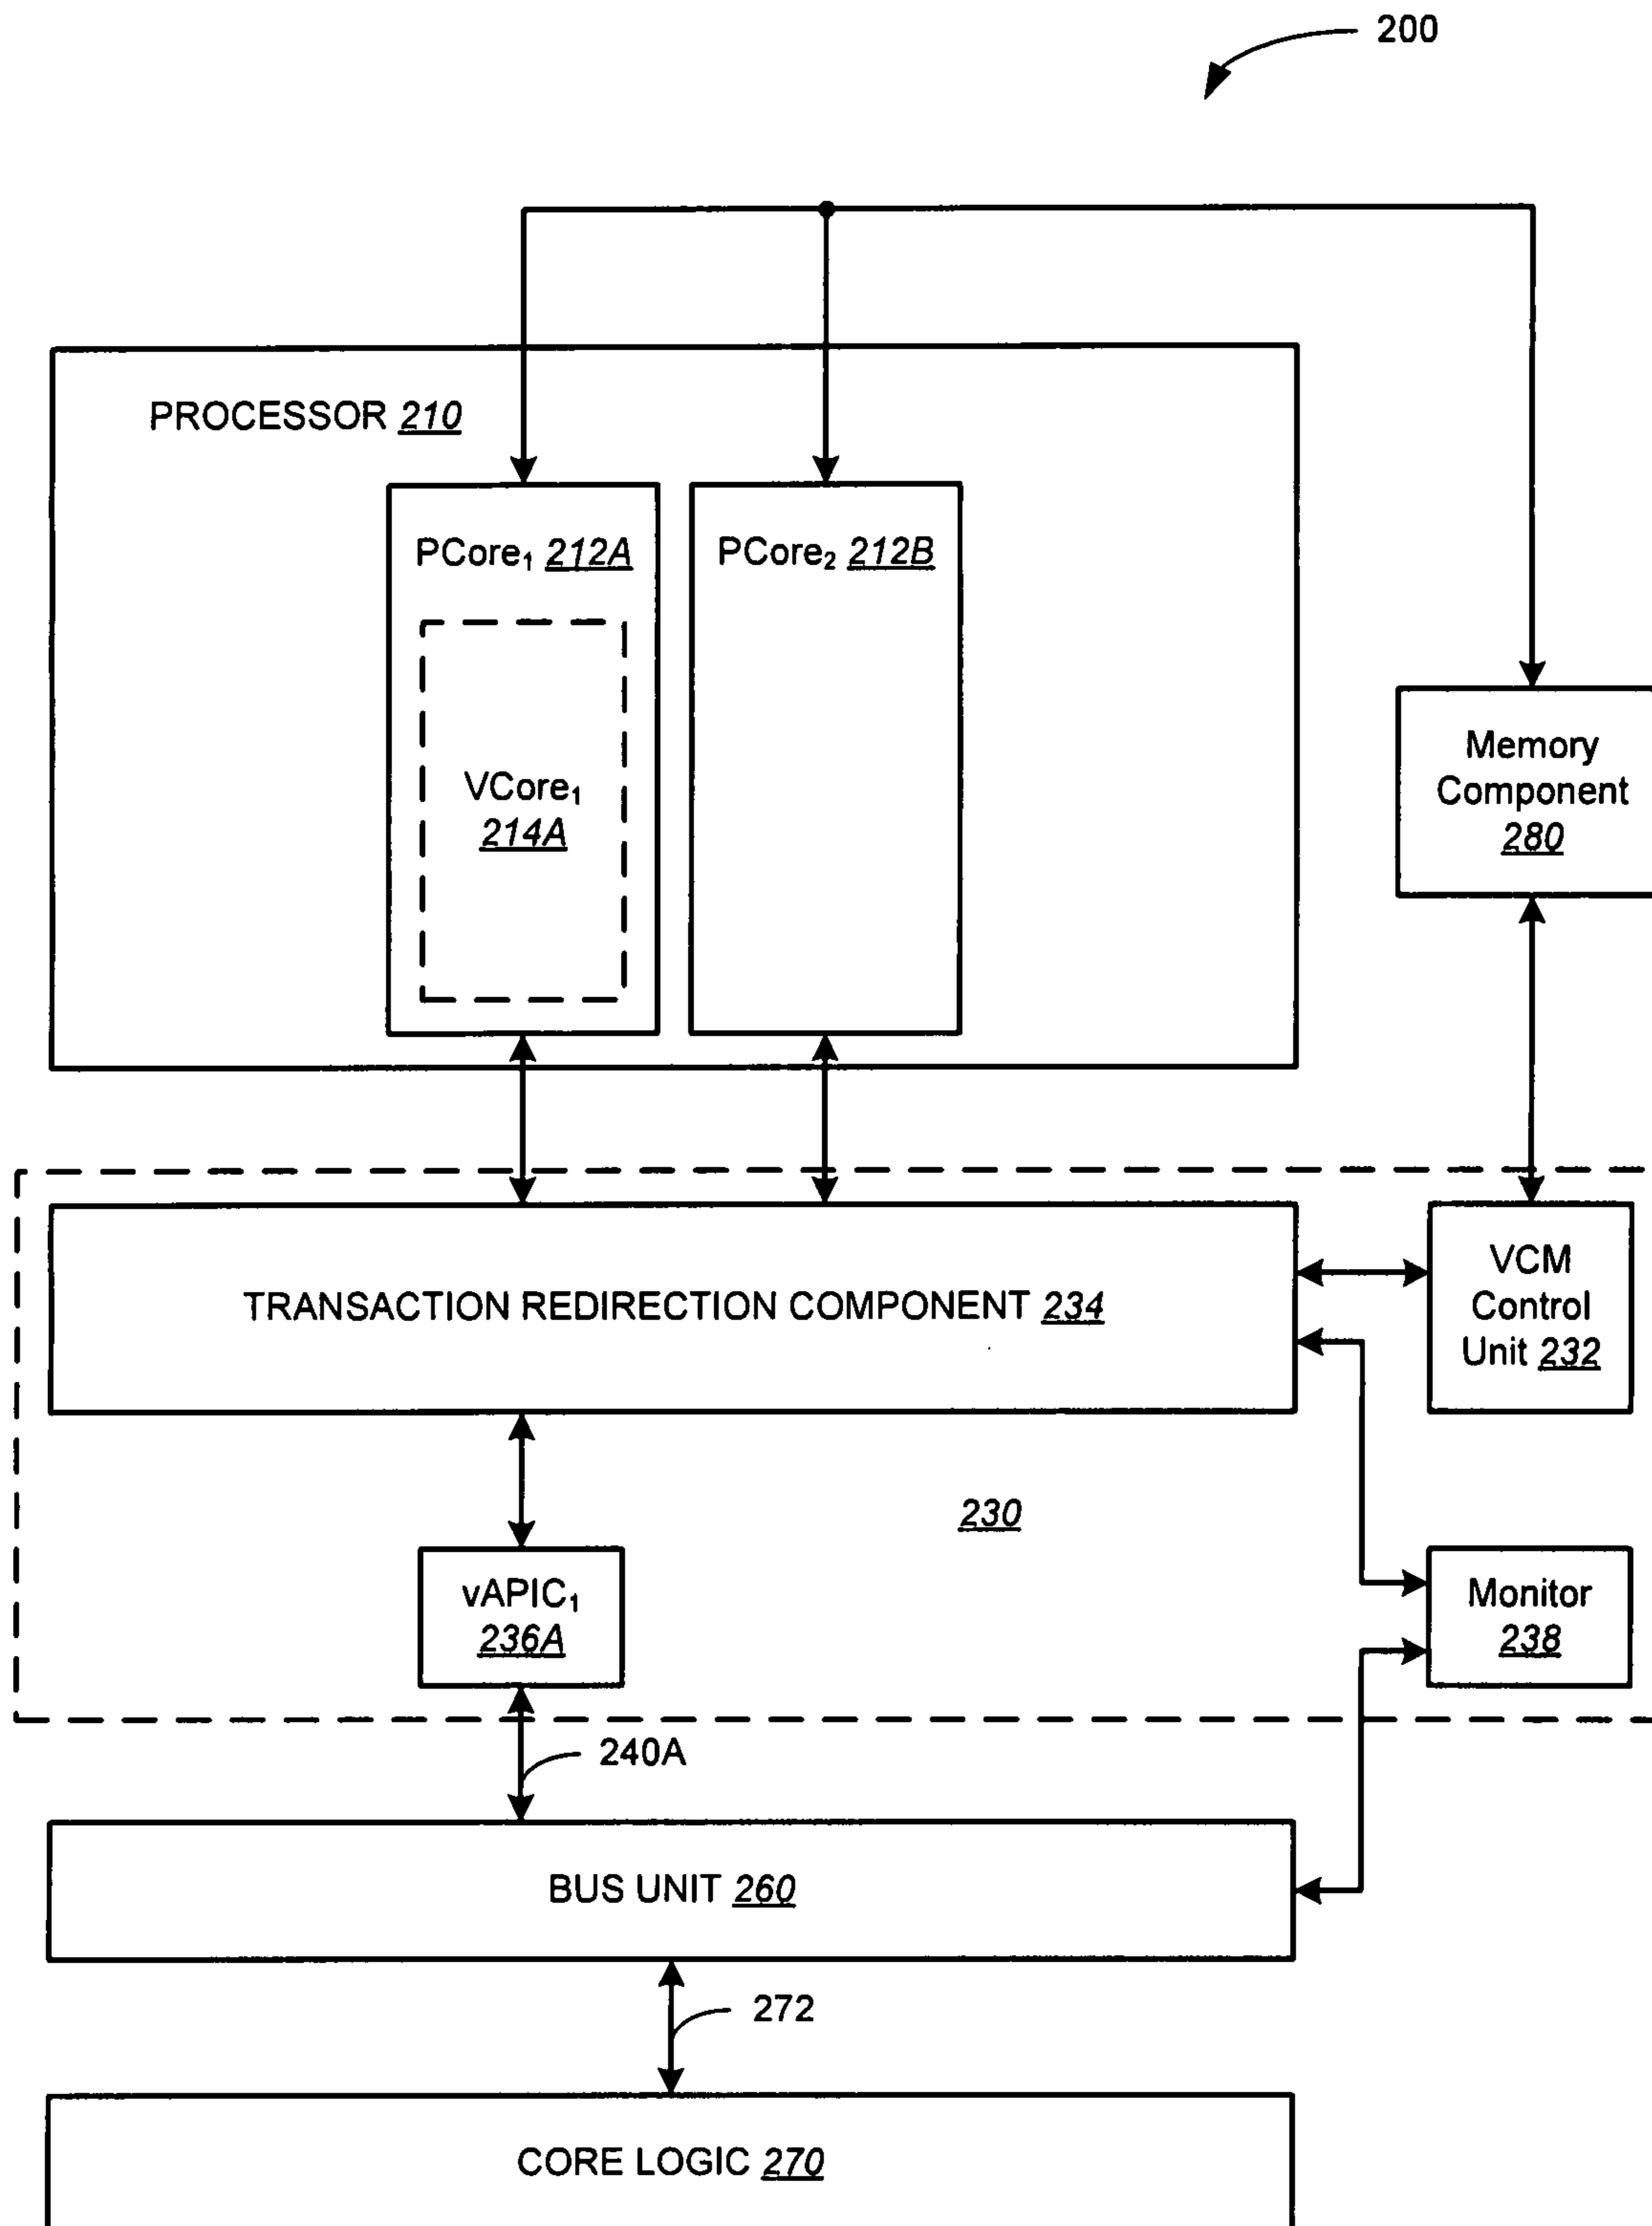 200
PROCESSOR 210
PCore₁ 212A
PCore₂ 212B
VCore₁
214A
Memory
Component
280
TRANSACTION REDIRECTION COMPONENT 234
VCM
Control
Unit 232
230
vAPIC₁
236A
Monitor
238
240A
BUS UNIT 260
272
CORE LOGIC 270